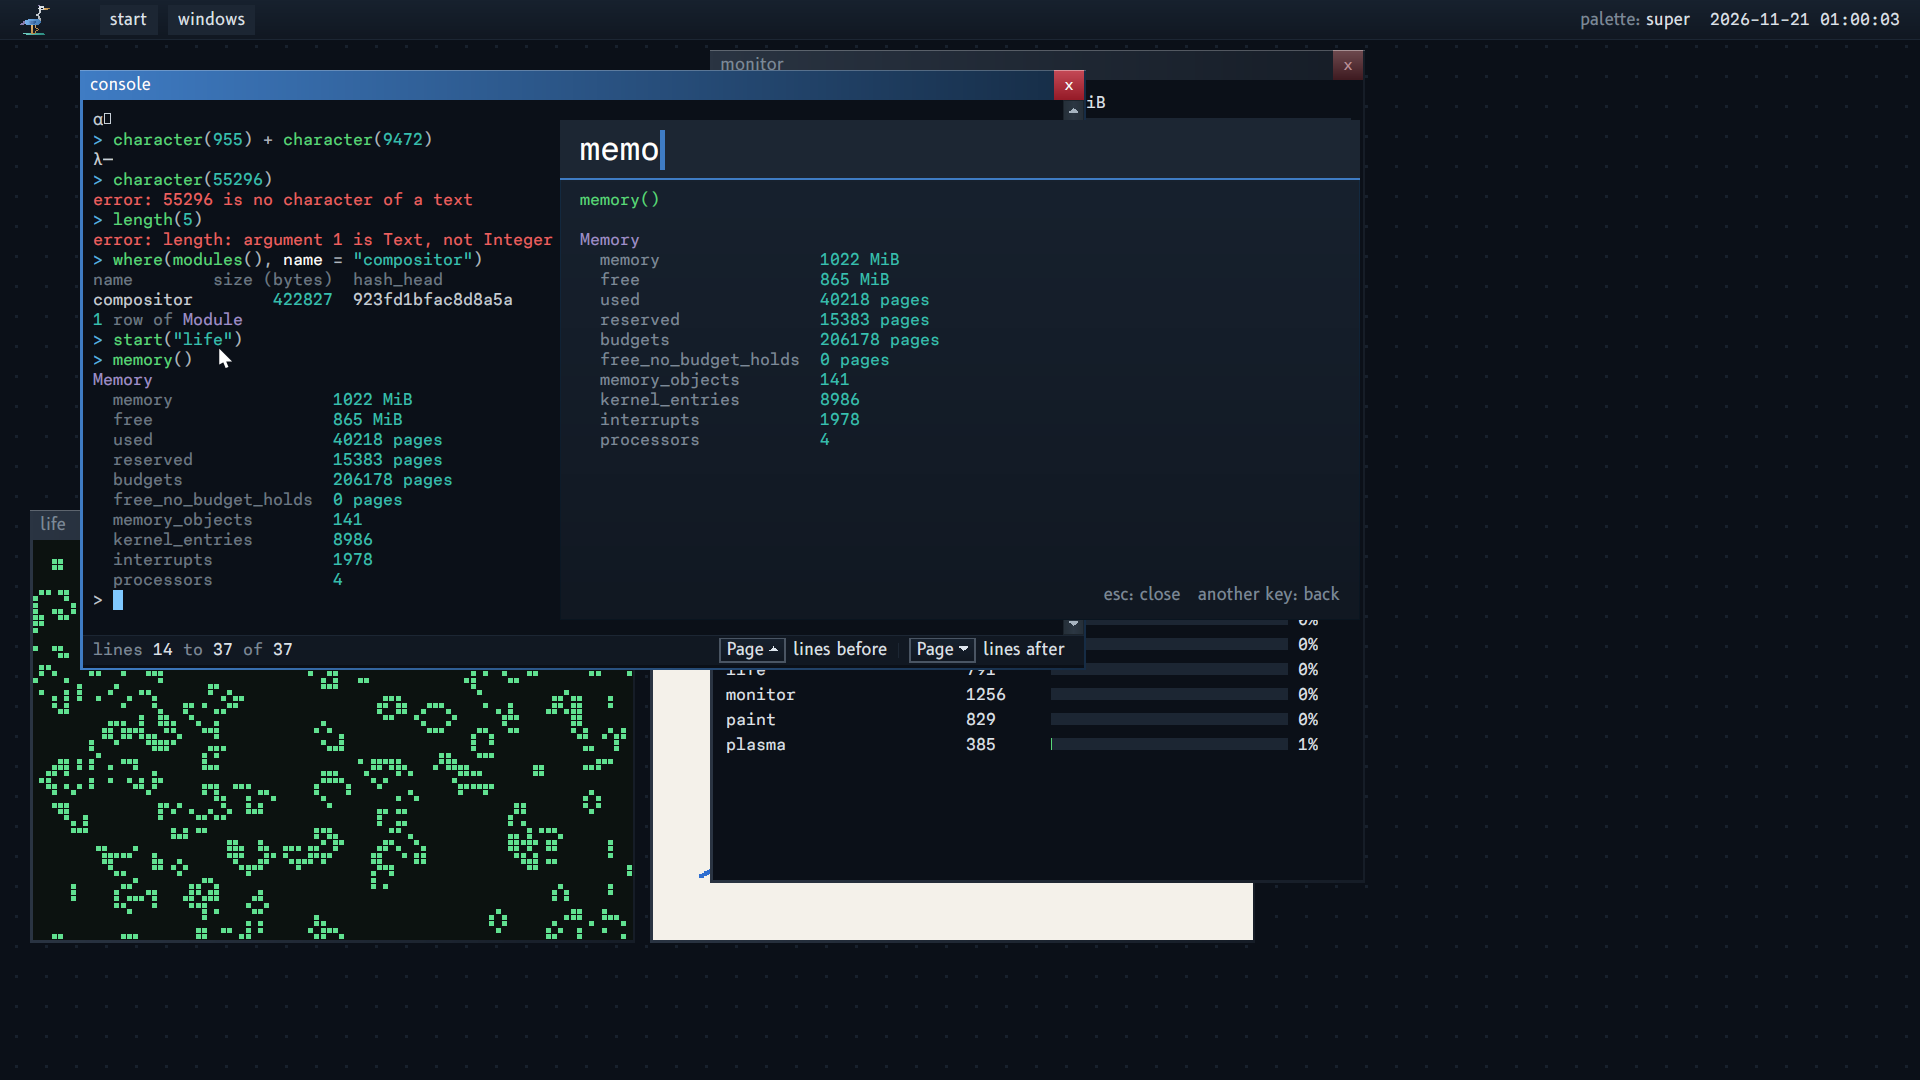 start windows palette: super 2026-11-21 01:00:03
monitor x
iB
console x
α
> character(955) + character(9472)
λ─
> character(55296)
error: 55296 is no character of a text
> length(5)
error: length: argument 1 is Text, not Integer
> where(modules(), name = "compositor")
name size (bytes) hash_head
compositor 422827 923fd1bfac8d8a5a
1 row of Module
> start("life")
> memory()
Memory
memory 1022 MiB
free 865 MiB
used 40218 pages
reserved 15383 pages
budgets 206178 pages
free_no_budget_holds 0 pages
memory_objects 141
kernel_entries 8986
interrupts 1978
processors 4
>
lines 14 to 37 of 37 Page lines before Page lines after
memo
memory()
Memory
memory 1022 MiB
free 865 MiB
used 40218 pages
reserved 15383 pages
budgets 206178 pages
free_no_budget_holds 0 pages
memory_objects 141
kernel_entries 8986
interrupts 1978
processors 4
esc: close another key: back
life
0%
0%
life 791 0%
monitor 1256 0%
paint 829 0%
plasma 385 1%